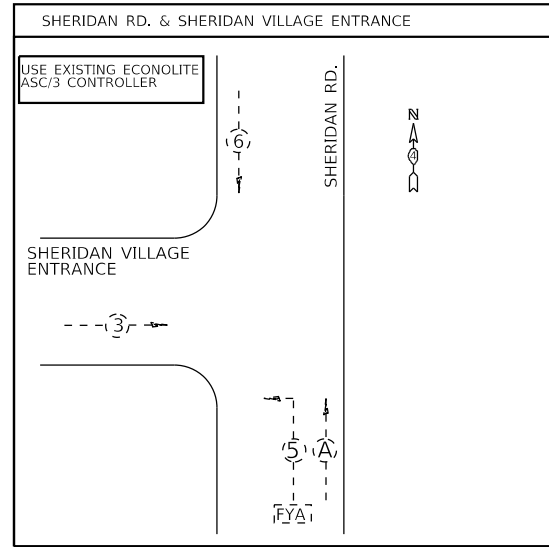 SHERIDAN RD. & SHERIDAN VILLAGE ENTRANCE
USE EXISTING ECONOLITE
ASC/3 CONTROLLER
SHERIDAN RD.
N
4
6
SHERIDAN VILLAGE
ENTRANCE
3
5
A
FYA